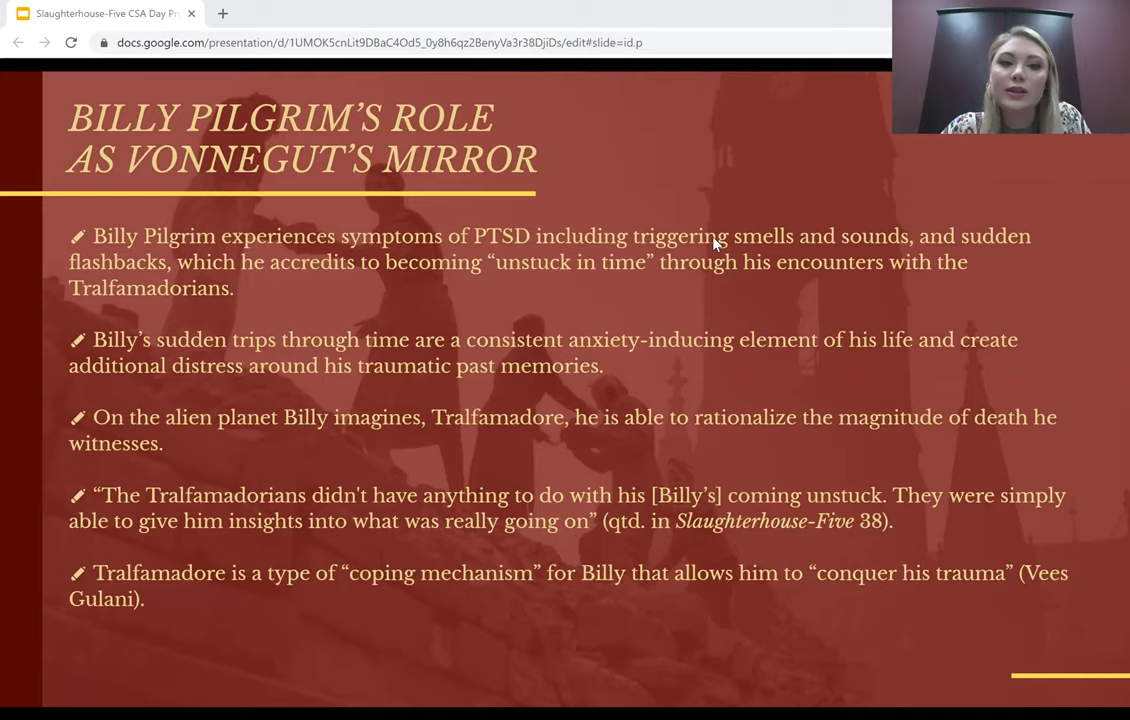 Slaughterhouse-Five CSA Day Pr
docs.google.com/presentation/d/1UMOK5cnLit9DBaC4Od5_0y8h6qz2BenyVa3r38DjiDs/edit#slide=id.p
BILLY PILGRIM'S ROLE
AS VONNEGUT'S MIRROR
Billy Pilgrim experiences symptoms of PTSD including triggering smells and sounds, and sudden
flashbacks, which he accredits to becoming “unstuck in time” through his encounters with the
Tralfamadorians.
Billy’s sudden trips through time are a consistent anxiety-inducing element of his life and create
additional distress around his traumatic past memories.
On the alien planet Billy imagines, Tralfamadore, he is able to rationalize the magnitude of death he
witnesses.
“The Tralfamadorians didn't have anything to do with his [Billy’s] coming unstuck. They were simply
able to give him insights into what was really going on” (qtd. in Slaughterhouse-Five 38).
Tralfamadore is a type of “coping mechanism” for Billy that allows him to “conquer his trauma” (Vees
Gulani).